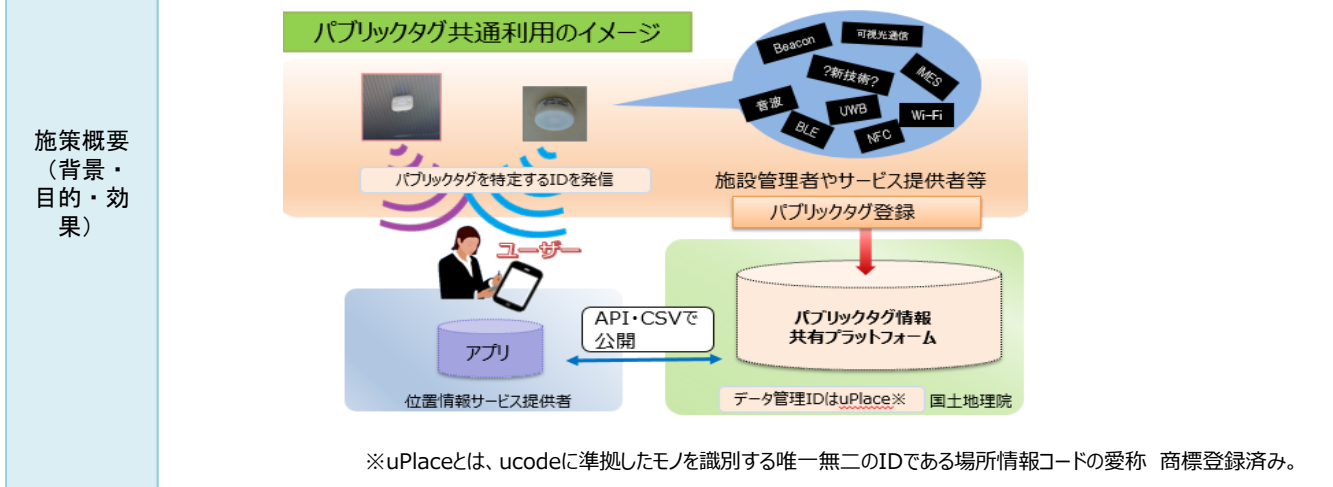 施策概要
（背景・
目的・効
果）
パブリックタグ共通利用のイメージ
Beacon
可視光通信
?新技術?
IMES
音波
UWB
Wi-Fi
BLE
NFC
パブリックタグを特定するIDを発信
施設管理者やサービス提供者等
パブリックタグ登録
ユーザー
API・CSVで
公開
パブリックタグ情報
共有プラットフォーム
アプリ
位置情報サービス提供者
データ管理IDはuPlace※
国土地理院
※uPlaceとは、ucodeに準拠したモノを識別する唯一無二のIDである場所情報コードの愛称 商標登録済み。